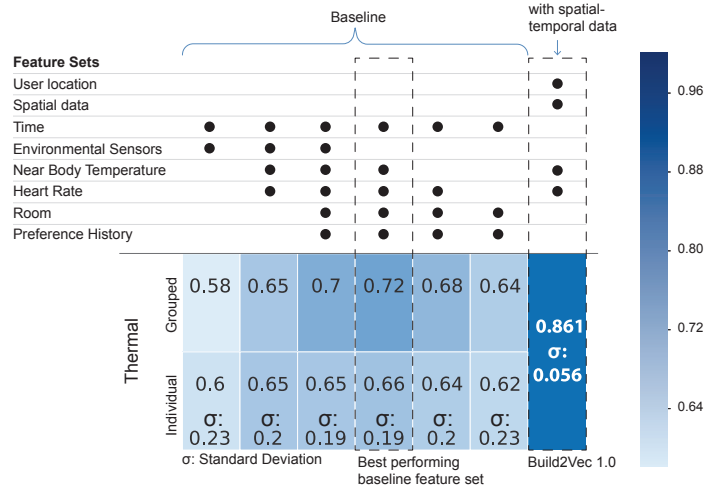 Baseline
with spatial-
temporal data
Feature Sets
User location
Spatial data
Time
Environmental Sensors
Near Body Temperature
Heart Rate
Room
Preference History
Thermal
Grouped
0.58 0.65 0.7 0.72 0.68 0.64
Individual
0.6 0.65 0.65 0.66 0.64 0.62
σ: σ: σ: σ: σ: σ:
0.23 0.2 0.19 0.19 0.2 0.23
0.861
σ:
0.056
σ: Standard Deviation
Best performing
baseline feature set
Build2Vec 1.0
0.96
0.88
0.80
0.72
0.64